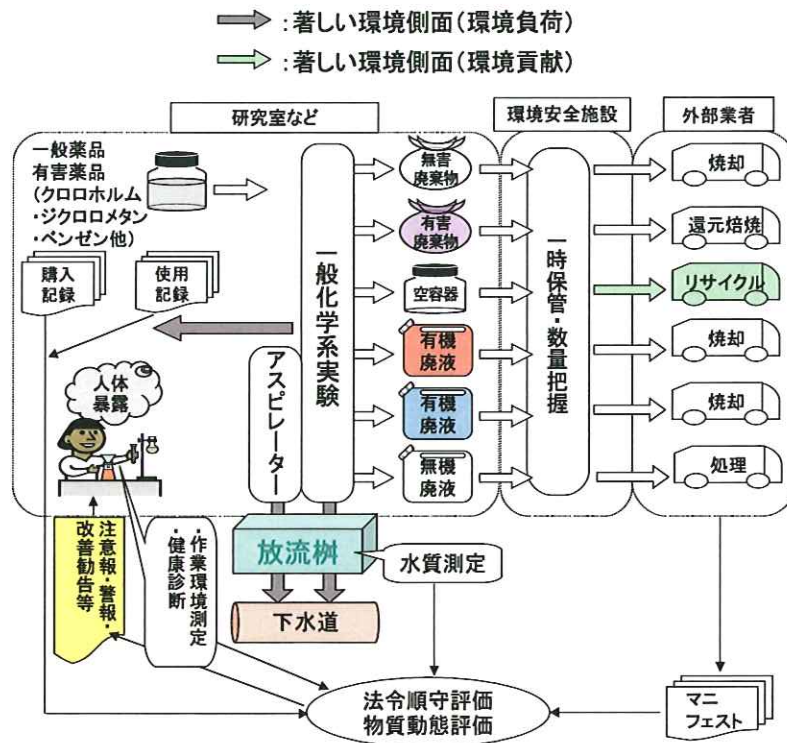 :著しい環境側面(環境負荷)
:著しい環境側面(環境貢献)
研究室など
環境安全施設
外部業者
一般薬品
有害薬品
(クロロホルム
・ジクロロメタン
・ベンゼン他)
購入
記録
使用
記録
人体
暴露
アスピレーター
一般化学系実験
無害
廃棄物
有害
廃棄物
空容器
有機
廃液
有機
廃液
無機
廃液
一時保管・数量把握
焼却
還元焙焼
リサイクル
焼却
焼却
処理
注意報・警報・
改善勧告等
・作業環境測定
・健康診断
放流桝
水質測定
下水道
法令順守評価
物質動態評価
マニ
フェスト